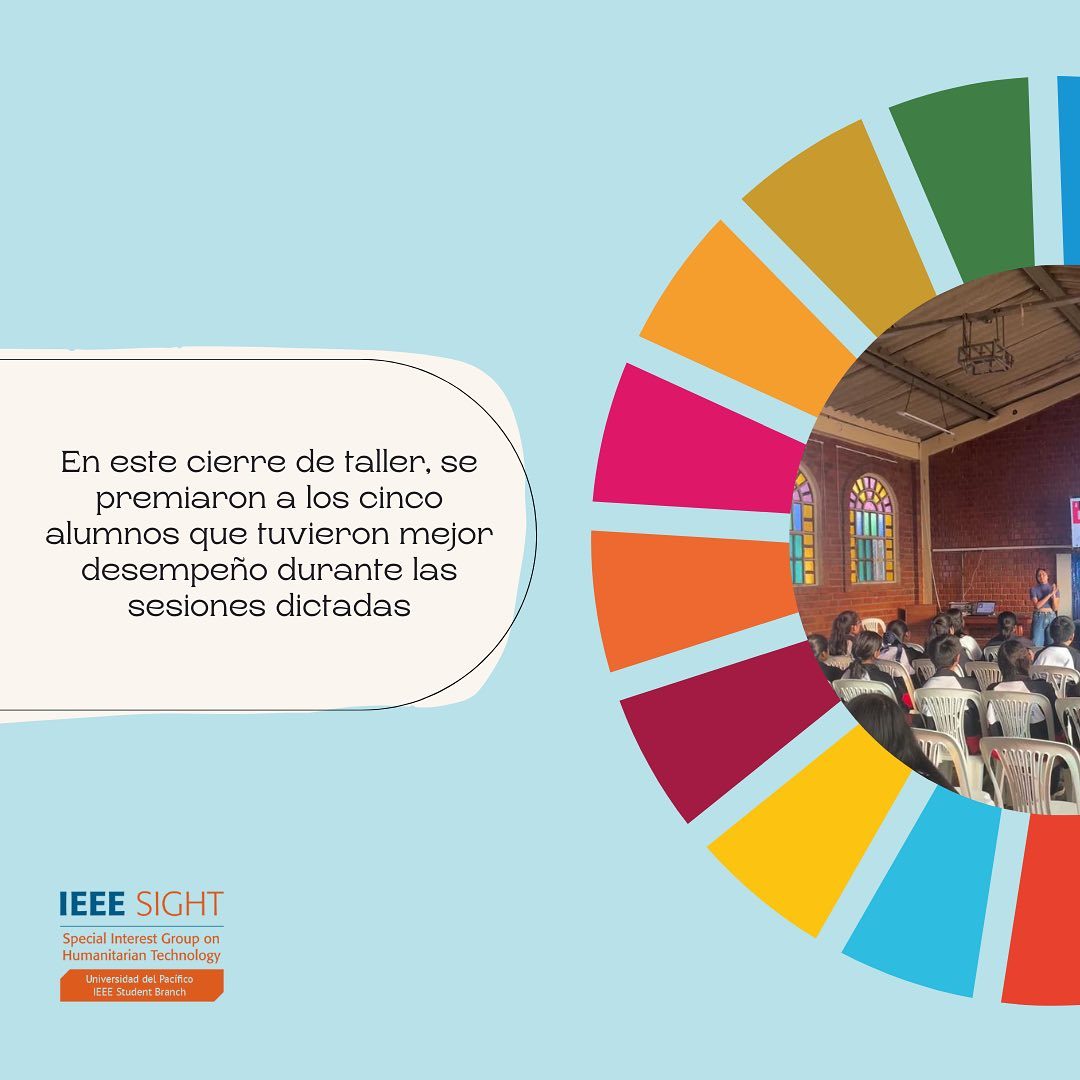 En este cierre de taller, se
premiaron a los cinco
alumnos que tuvieron mejor
desempeño durante las
sesiones dictadas
IEEE SIGHT
Special Interest Group on
Humanitarian Technology
Universidad del Pacífico
IEEE Student Branch